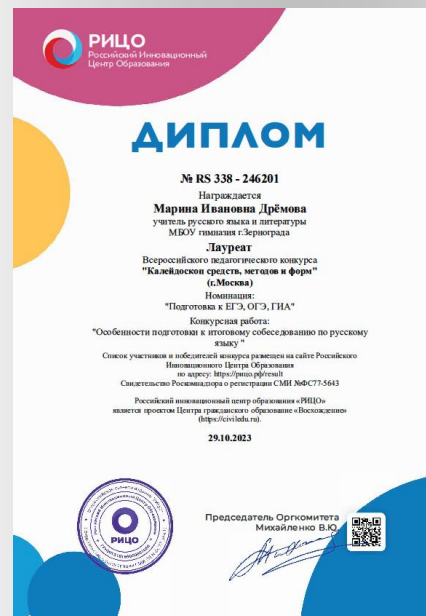 РИЦО
Российский Инновационный
Центр Образования
ДИПЛОМ
№ RS 338 - 246201
Награждается
Марина Ивановна Дрёмова
учитель русского языка и литературы
МБОУ гимназия г.Зернограда
Лауреат
Всероссийского педагогического конкурса
"Калейдоскоп средств, методов и форм"
(г.Москва)
Номинация:
"Подготовка к ЕГЭ, ОГЭ, ГИА"
Конкурсная работа:
"Особенности подготовки к итоговому собеседованию по русскому
языку "
Список участников и победителей конкурса размещен на сайте Российского
Инновационного Центра Образования
по адресу: https://рицо.рф/result
Свидетельство Роскомнадзора о регистрации СМИ №ФС77-5643
Российский инновационный центр образования «РИЦО»
является проектом Центра гражданского образование «Восхождение»
(https://civiledu.ru).
29.10.2023
Председатель Оргкомитета
Михайленко В.Ю.
РИЦО